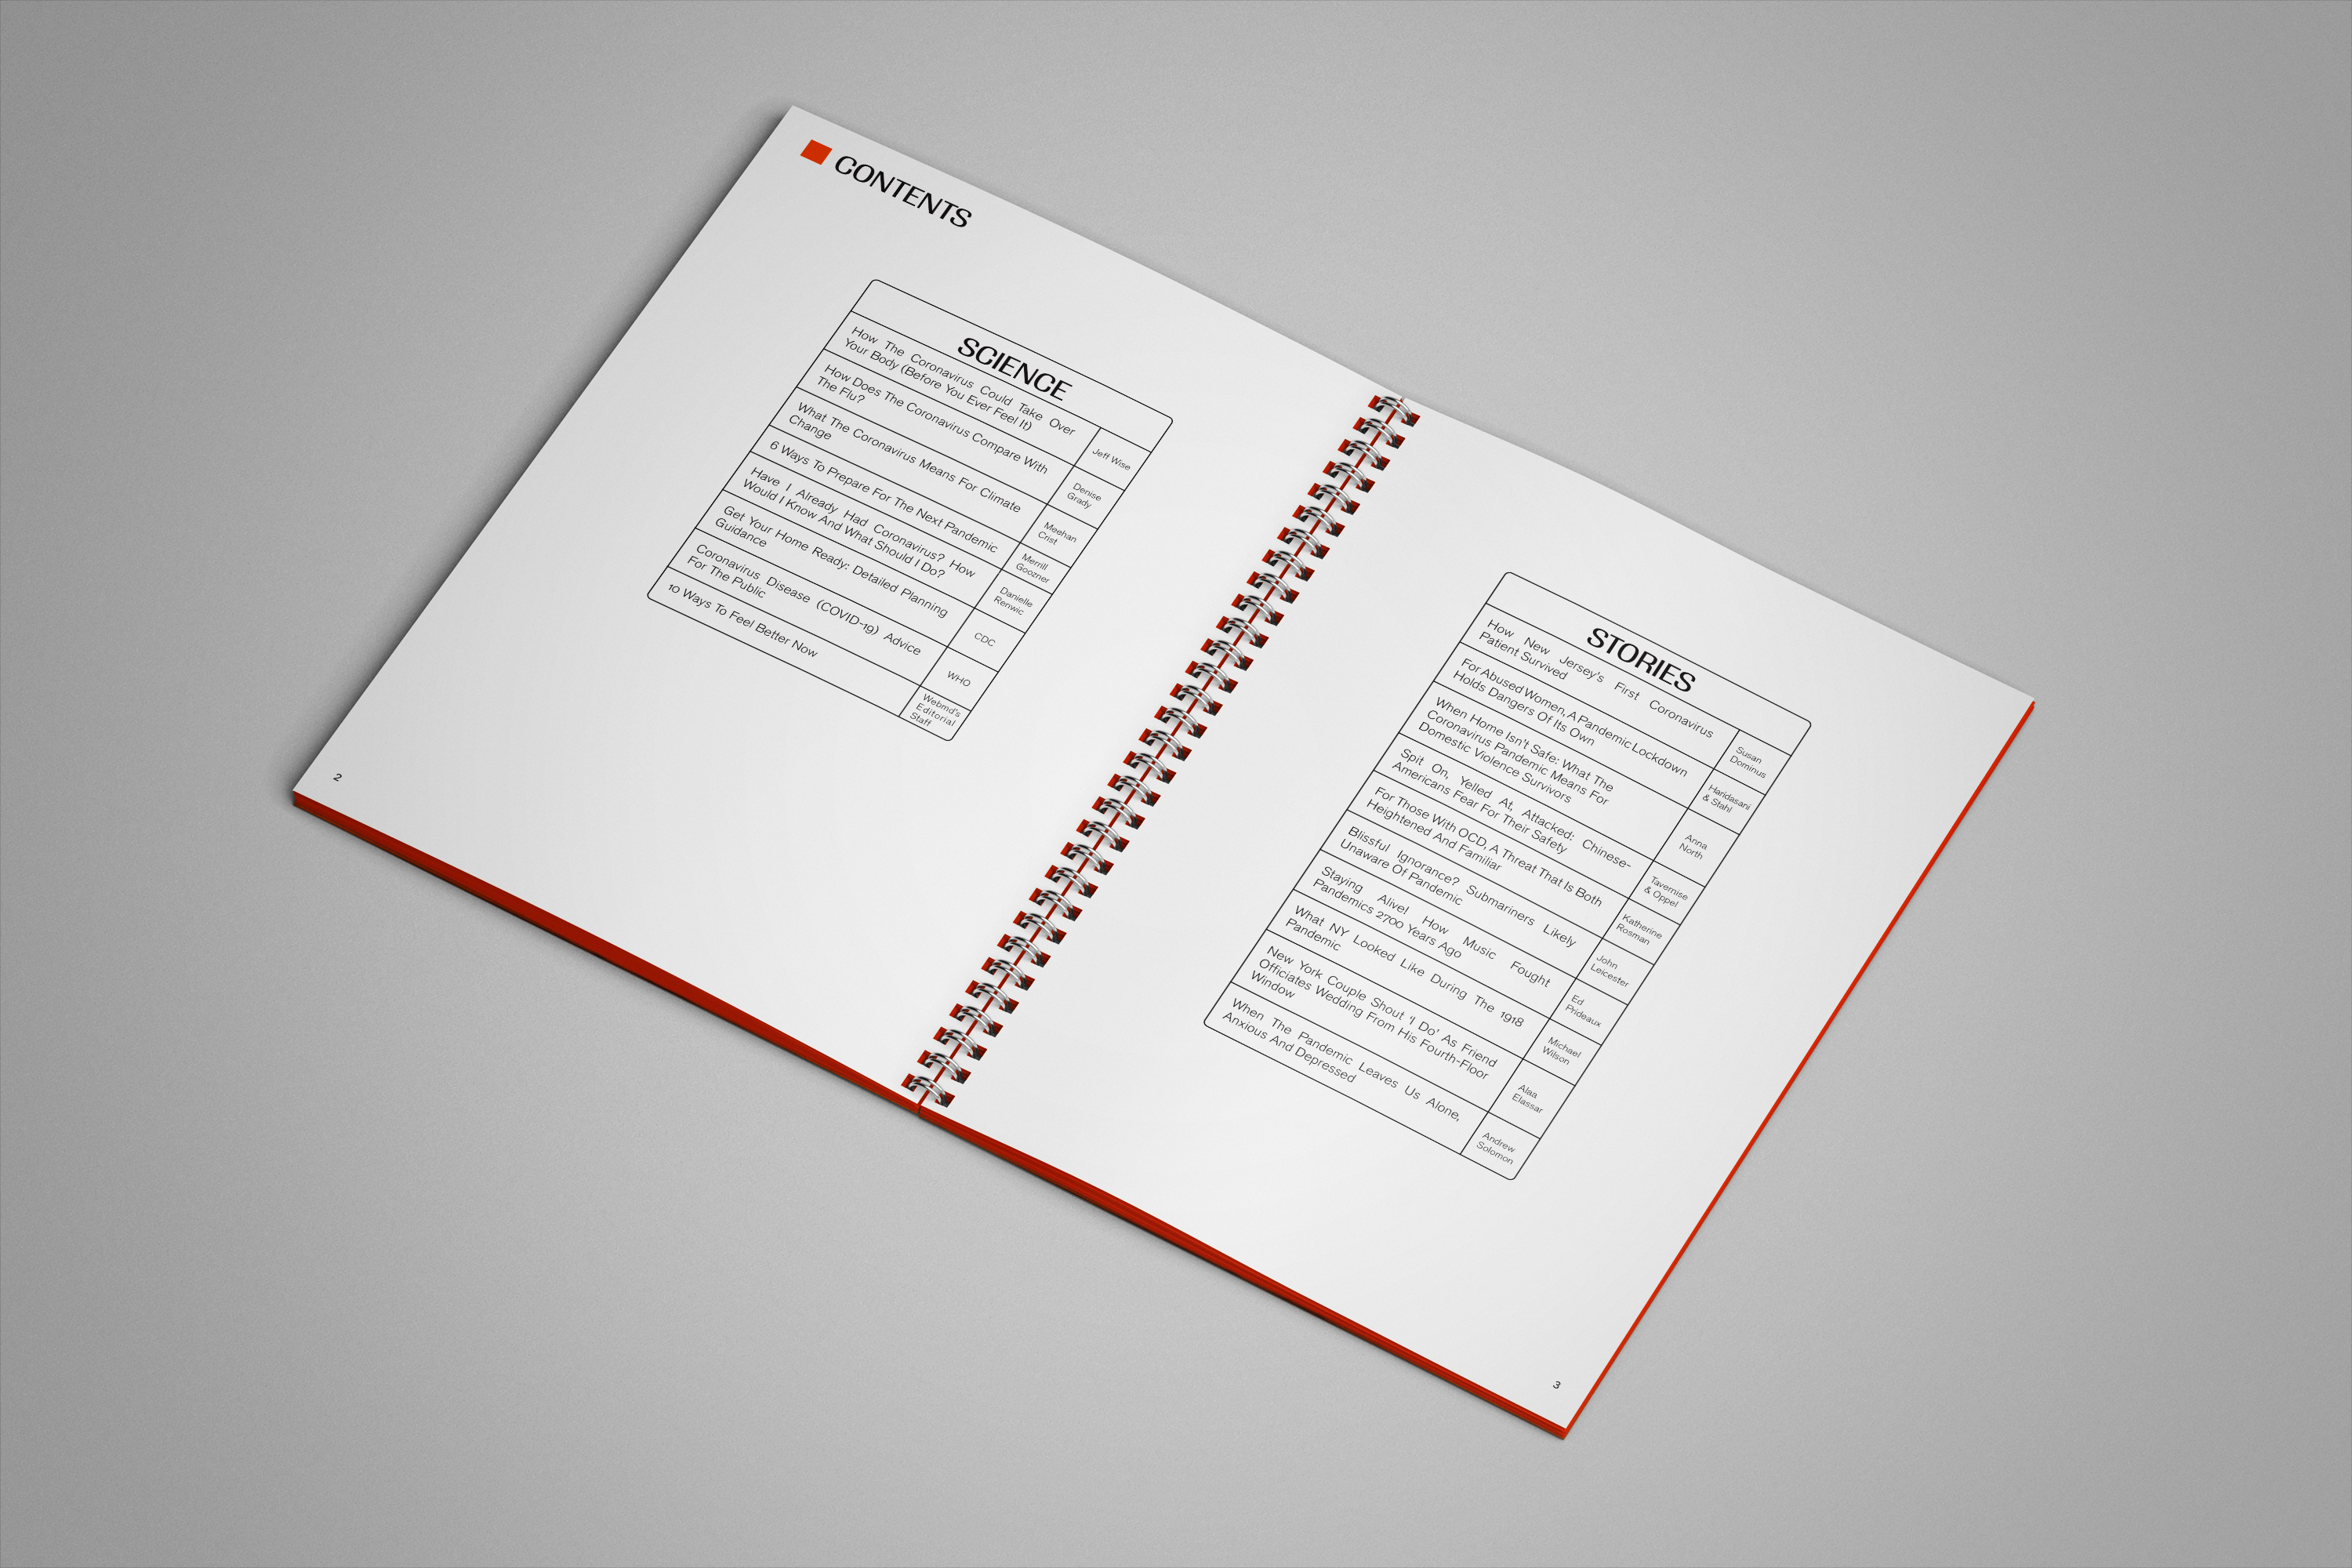 CONTENTS
SCIENCE
How The Coronavirus Could Take Over
Your Body (Before You Ever Feel It)
Jeff Wise
How Does The Coronavirus Compare With
The Flu?
Denise
Grady
What The Coronavirus Means For Climate
Change
Meehan
Crist
6 Ways To Prepare For The Next Pandemic
Merrill
Goozner
Have I Already Had Coronavirus? How
Would I Know And What Should I Do?
Danielle
Renwic
Get Your Home Ready: Detailed Planning
Guidance
CDC
Coronavirus Disease (COVID-19) Advice
For The Public
WHO
10 Ways To Feel Better Now
Webmd's
Editorial
Staff
2
STORIES
How New Jersey's First Coronavirus
Patient Survived
Susan
Dominus
For Abused Women, A Pandemic Lockdown
Holds Dangers Of Its Own
Haridasani
& Stahl
When Home Isn't Safe: What The
Coronavirus Pandemic Means For
Domestic Violence Survivors
Anna
North
Spit On, Yelled At, Attacked: Chinese-
Americans Fear For Their Safety
Tavernise
& Oppel
For Those With OCD, A Threat That Is Both
Heightened And Familiar
Katherine
Rosman
Blissful Ignorance? Submariners Likely
Unaware Of Pandemic
John
Leicester
Staying Alive! How Music Fought
Pandemics 2700 Years Ago
Ed
Prideaux
What NY Looked Like During The 1918
Pandemic
Michael
Wilson
New York Couple Shout ‘I Do’ As Friend
Officiates Wedding From His Fourth-Floor
Window
Alaa
Elassar
When The Pandemic Leaves Us Alone,
Anxious And Depressed
Andrew
Solomon
3